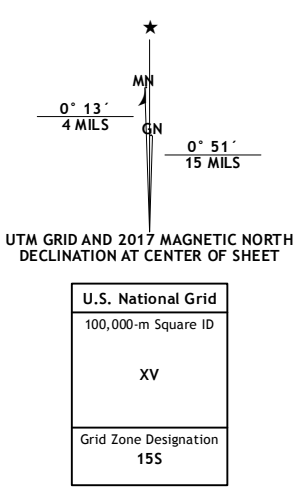 ★
MN
0° 13´
4 MILS
GN
0° 51´
15 MILS
UTM GRID AND 2017 MAGNETIC NORTH
DECLINATION AT CENTER OF SHEET
U.S. National Grid
100,000-m Square ID
XV
Grid Zone Designation
15S